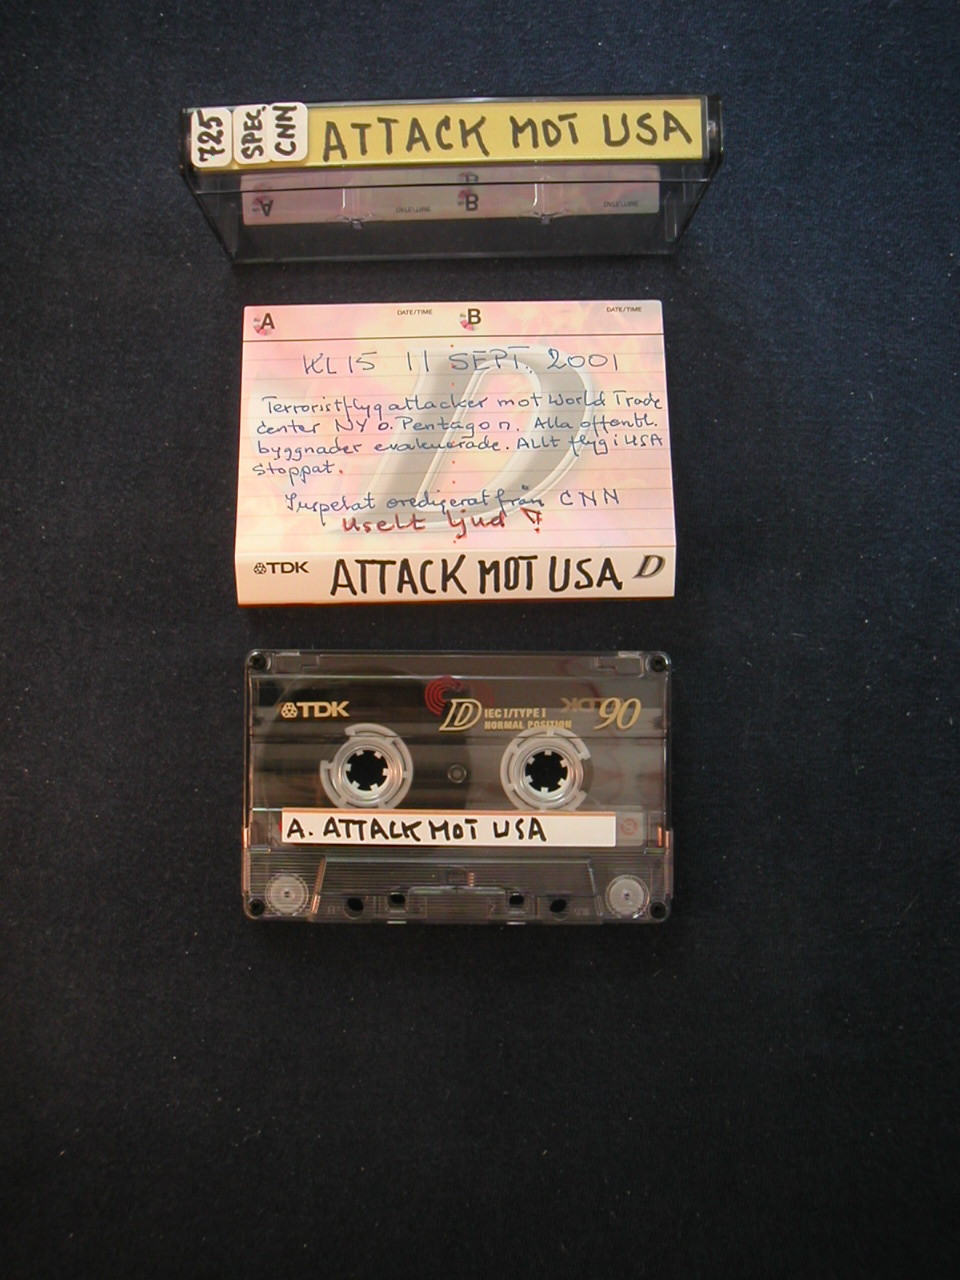 725 SPEC. CNN ATTACK MOT USA
A B
A DATE/TIME B DATE/TIME
KL 15 11 SEPT. 2001
Terroristflygattacker mot World Trade
center NY o. Pentagon. Alla offentl.
byggnader evakuerade. Allt flyg i USA
stoppat.
Inspelat oredigerat från CNN
Uselt ljud!
TDK ATTACK MOT USA D
TDK D IEC I/TYPE I TDK 90
NORMAL POSITION
A. ATTACK MOT USA